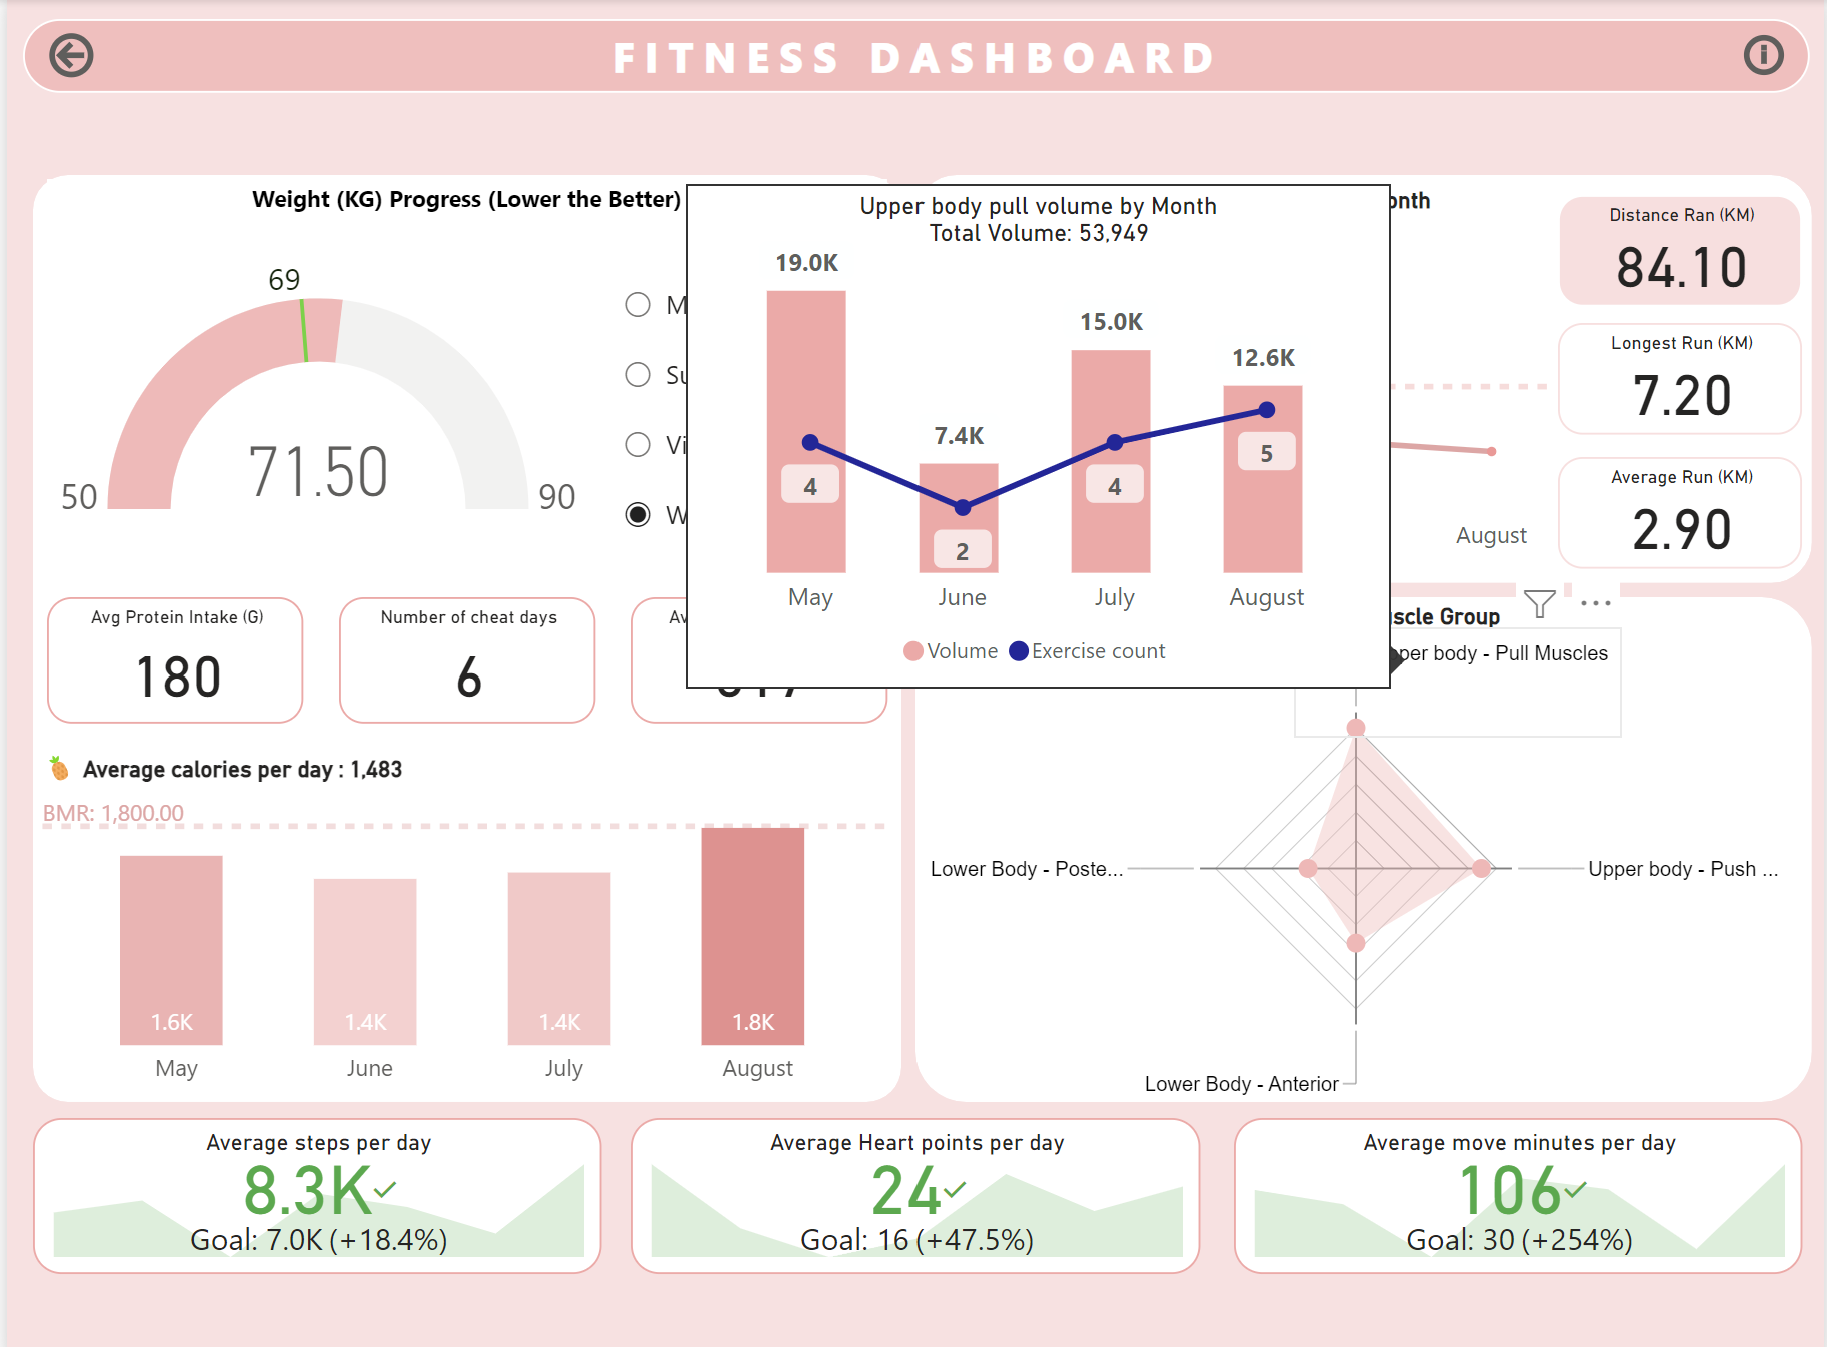 FITNESS DASHBOARD
Weight (KG) Progress (Lower the Better)
69
50
71.50
90
Upper body pull volume by Month
Total Volume: 53,949
19.0K
7.4K
15.0K
12.6K
4
2
4
5
May
June
July
August
Volume
Exercise count
Distance Ran (KM)
84.10
Longest Run (KM)
7.20
Average Run (KM)
2.90
August
Avg Protein Intake (G)
180
Number of cheat days
6
Average calories per day : 1,483
BMR: 1,800.00
1.6K
1.4K
1.4K
1.8K
May
June
July
August
Group
body - Pull Muscles
Lower Body - Poste...
Upper body - Push ...
Lower Body - Anterior
Average steps per day
8.3K
Goal: 7.0K (+18.4%)
Average Heart points per day
24
Goal: 16 (+47.5%)
Average move minutes per day
106
Goal: 30 (+254%)